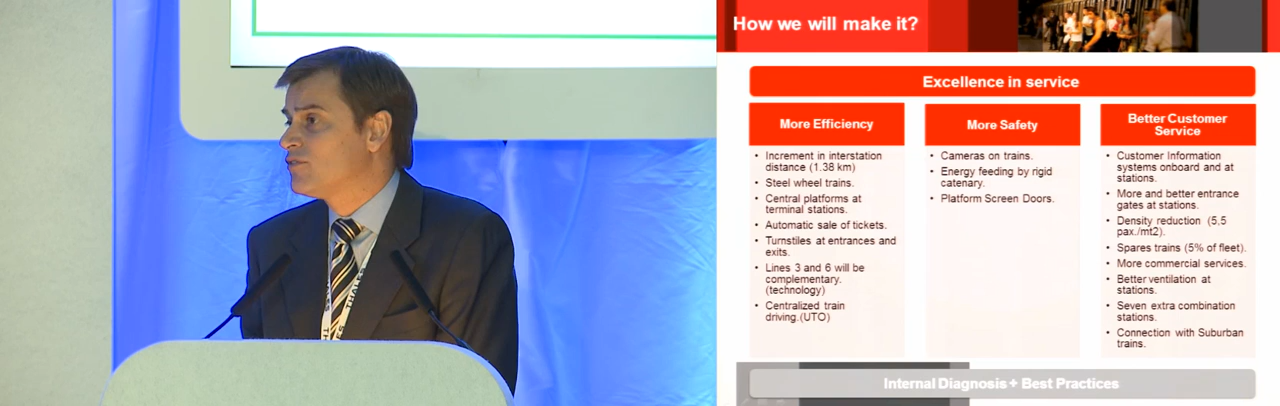 How we will make it?
Excellence in service
More Efficiency
• Increment in interstation
distance (1.38 km)
• Steel wheel trains.
• Central platforms at
terminal stations.
• Automatic sale of tickets.
• Turnstiles at entrances and
exits.
• Lines 3 and 6 will be
complementary.
(technology)
• Centralized train
driving.(UTO)
More Safety
• Cameras on trains.
• Energy feeding by rigid
catenary.
• Platform Screen Doors.
Better Customer
Service
• Customer Information
systems onboard and at
stations.
• More and better entrance
gates at stations.
• Density reduction (5,5
pax./mt2).
• Spares trains (5% of fleet).
• More commercial services.
• Better ventilation at
stations.
• Seven extra combination
stations.
• Connection with Suburban
trains.
Internal Diagnosis + Best Practices